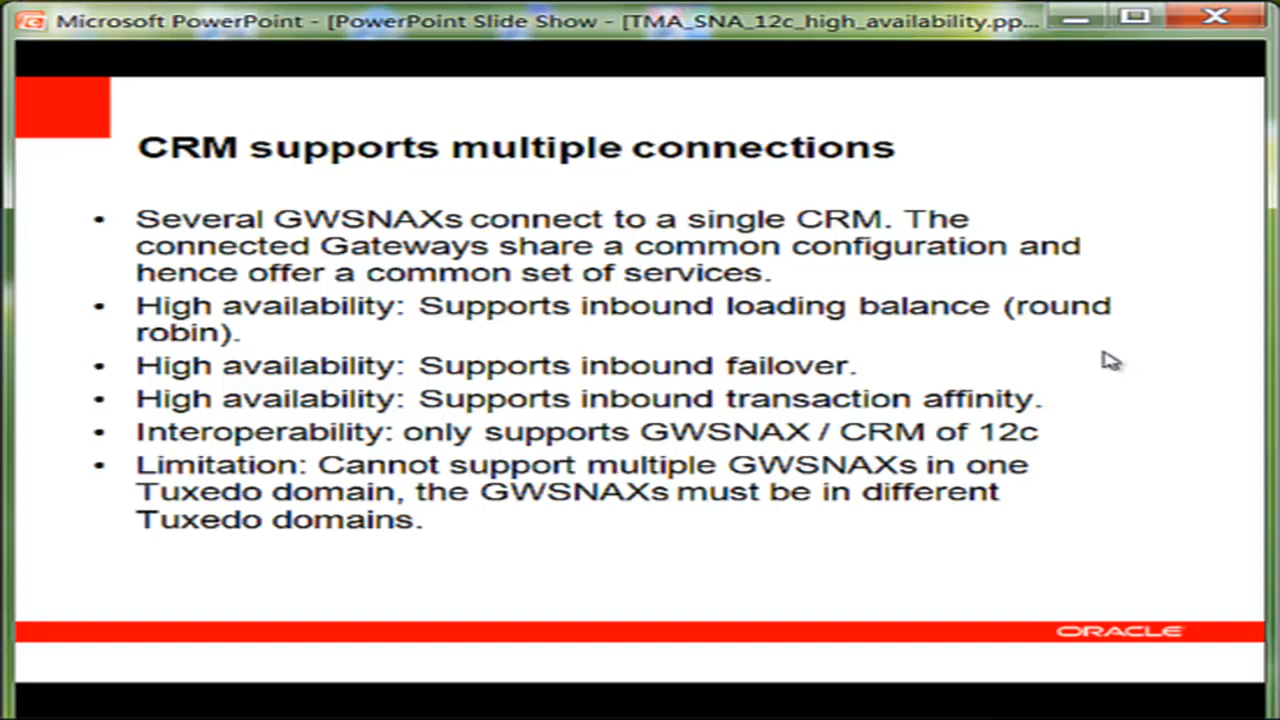 Microsoft PowerPoint - [PowerPoint Slide Show - [TMA_SNA_12c_high_availability.pp...
CRM supports multiple connections
• Several GWSNAXs connect to a single CRM. The
connected Gateways share a common configuration and
hence offer a common set of services.
• High availability: Supports inbound loading balance (round
robin).
• High availability: Supports inbound failover.
• High availability: Supports inbound transaction affinity.
• Interoperability: only supports GWSNAX / CRM of 12c
• Limitation: Cannot support multiple GWSNAXs in one
Tuxedo domain, the GWSNAXs must be in different
Tuxedo domains.
ORACLE